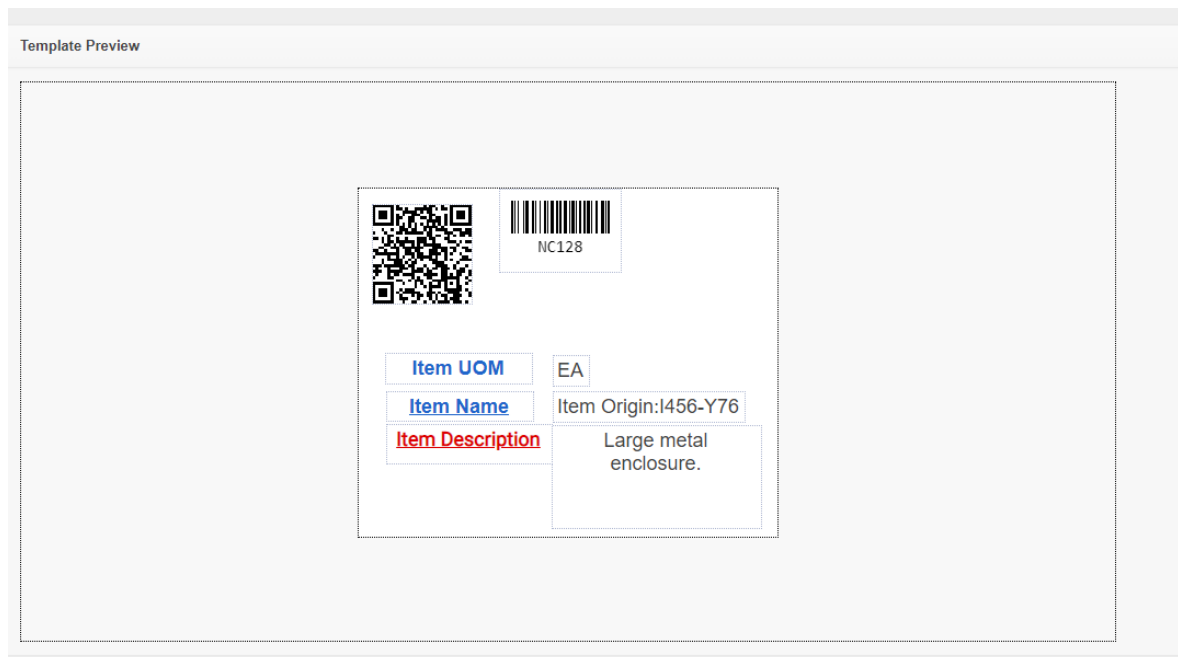 Template Preview
NC128
Item UOM
EA
Item Name
Item Origin:I456-Y76
Item Description
Large metal
enclosure.